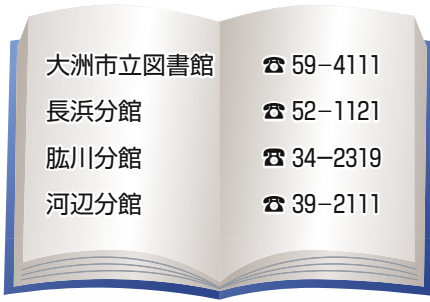 大洲市立図書館 ☎ 59−4111
長浜分館 ☎ 52−1121
肱川分館 ☎ 34−2319
河辺分館 ☎ 39−2111